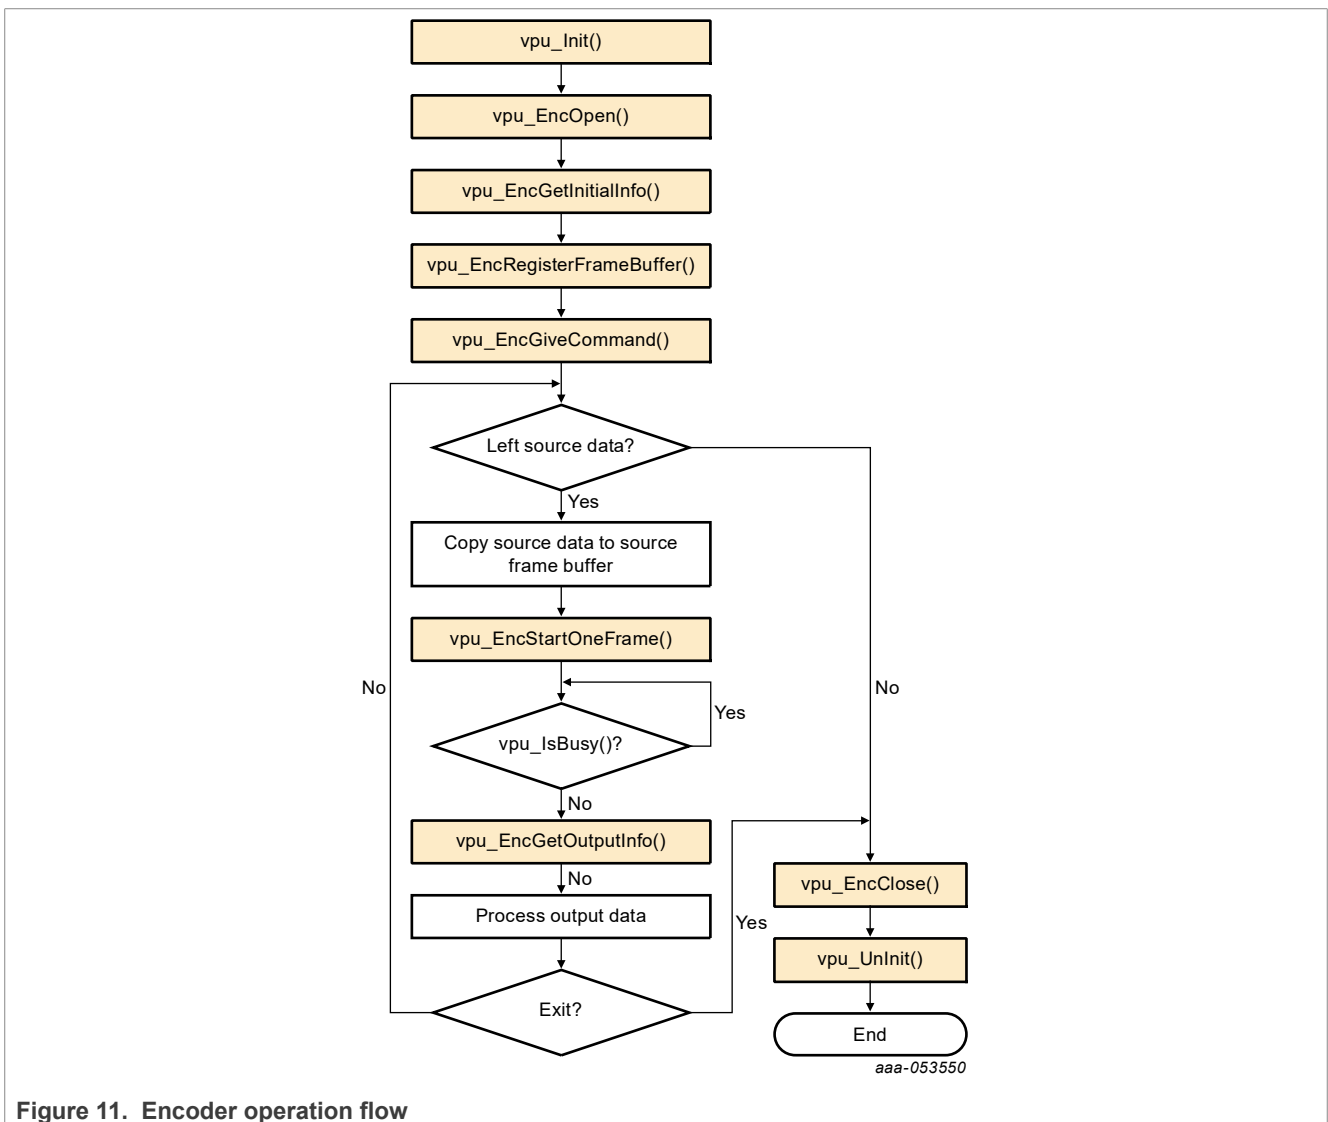 vpu_Init()
vpu_EncOpen()
vpu_EncGetInitialInfo()
vpu_EncRegisterFrameBuffer()
vpu_EncGiveCommand()
Left source data?
Yes
Copy source data to source
frame buffer
vpu_EncStartOneFrame()
No
No
Yes
vpu_IsBusy()?
No
vpu_EncGetOutputInfo()
No
Process output data
Yes
Exit?
vpu_EncClose()
vpu_UnInit()
End
aaa-053550
Figure 11. Encoder operation flow